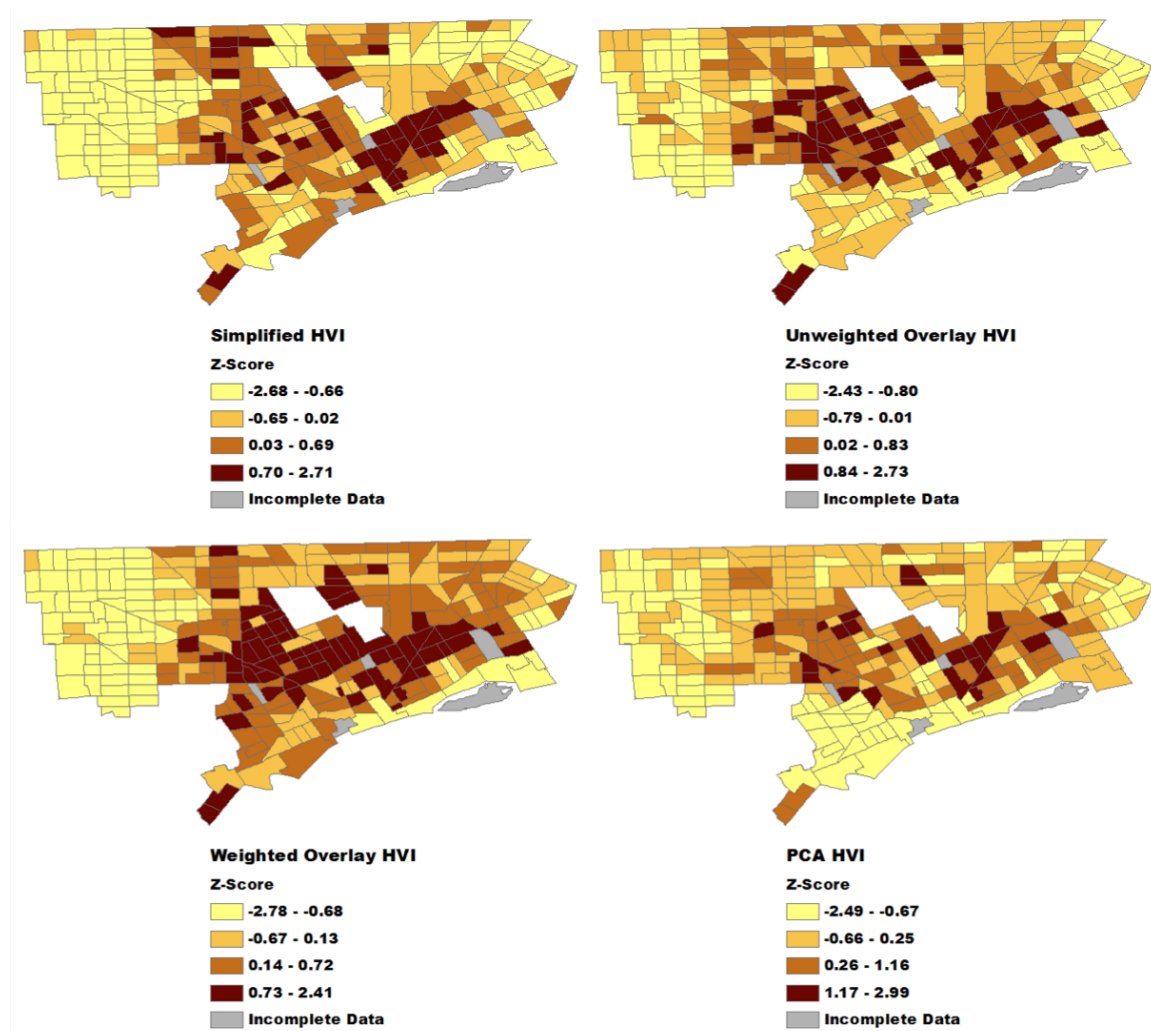 Simplified HVI
Z-Score
-2.68 - -0.66
-0.65 - 0.02
0.03 - 0.69
0.70 - 2.71
Incomplete Data
Unweighted Overlay HVI
Z-Score
-2.43 - -0.80
-0.79 - 0.01
0.02 - 0.83
0.84 - 2.73
Incomplete Data
Weighted Overlay HVI
Z-Score
-2.78 - -0.68
-0.67 - 0.13
0.14 - 0.72
0.73 - 2.41
Incomplete Data
PCA HVI
Z-Score
-2.49 - -0.67
-0.66 - 0.25
0.26 - 1.16
1.17 - 2.99
Incomplete Data